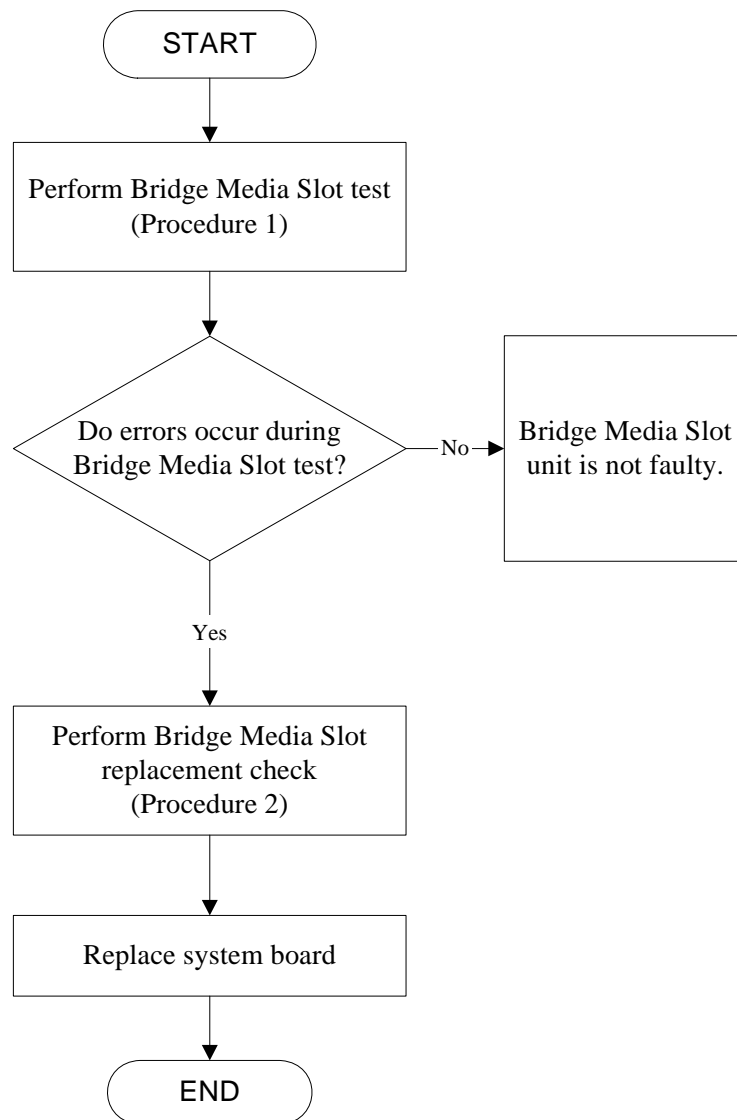 START
Perform Bridge Media Slot test
(Procedure 1)
Do errors occur during
Bridge Media Slot test?
No
Bridge Media Slot
unit is not faulty.
Yes
Perform Bridge Media Slot
replacement check
(Procedure 2)
Replace system board
END